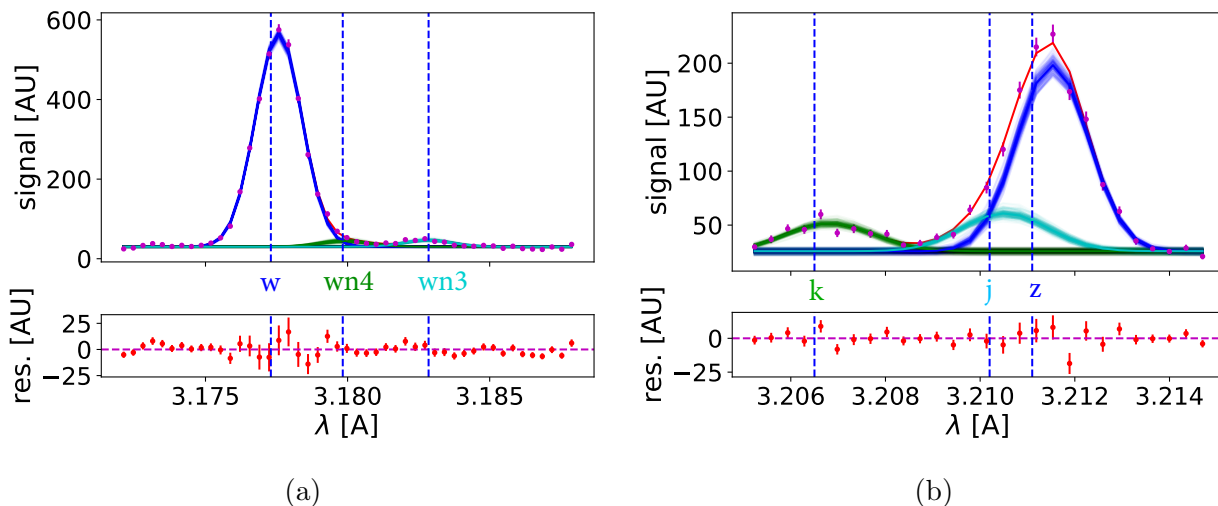 signal [AU]
600
400
200
0
w
wn4
wn3
res. [AU]
25
0
−25
3.175
3.180
3.185
λ [A]
(a)
signal [AU]
200
150
100
50
k
j
z
res. [AU]
0
−25
3.206
3.208
3.210
3.212
3.214
λ [A]
(b)